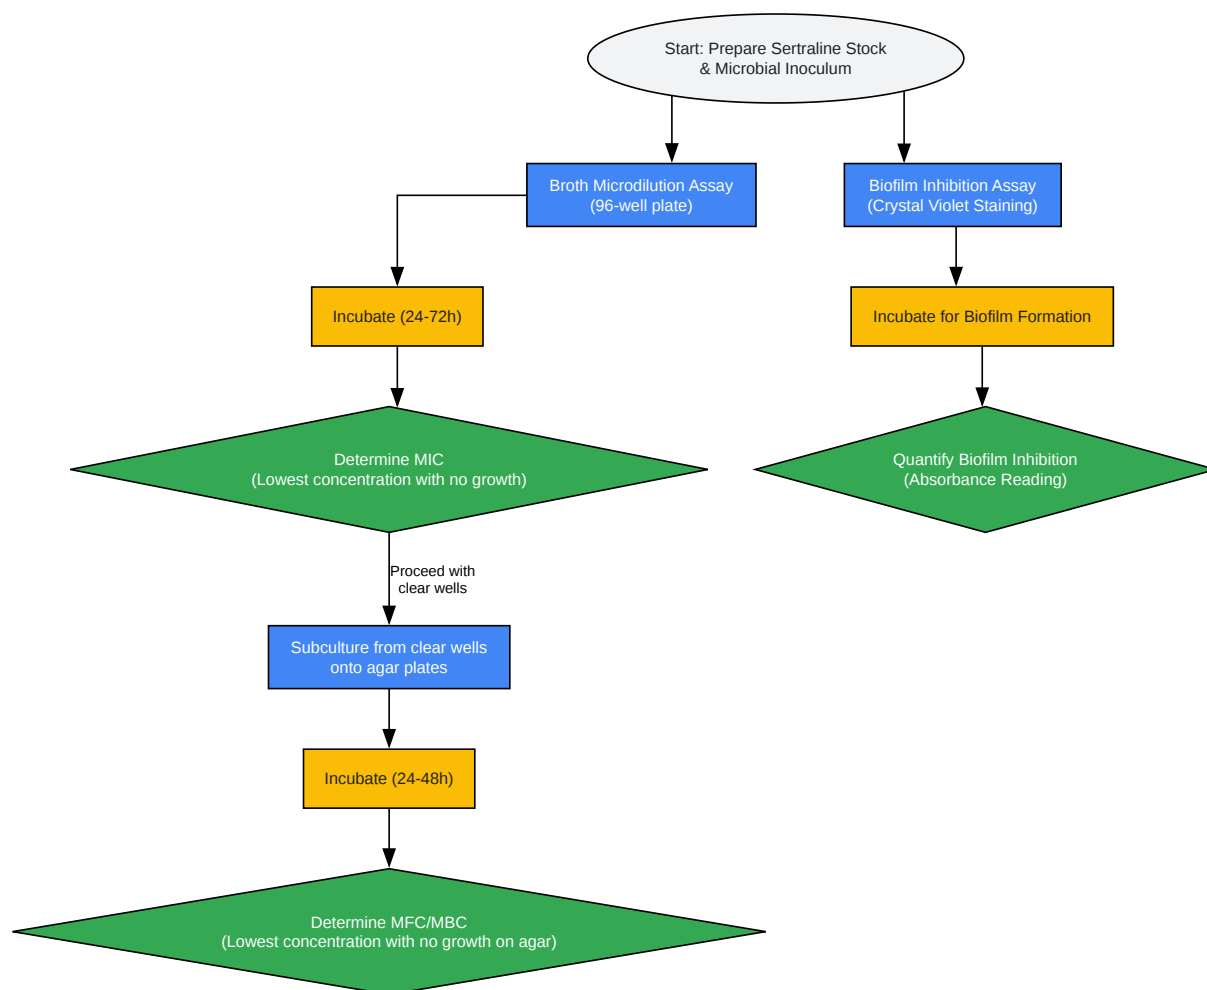 Start: Prepare Sertraline Stock
& Microbial Inoculum
Broth Microdilution Assay
(96-well plate)
Biofilm Inhibition Assay
(Crystal Violet Staining)
Incubate (24-72h)
Incubate for Biofilm Formation
Determine MIC
(Lowest concentration with no growth)
Quantify Biofilm Inhibition
(Absorbance Reading)
Proceed with
clear wells
Subculture from clear wells
onto agar plates
Incubate (24-48h)
Determine MFC/MBC
(Lowest concentration with no growth on agar)